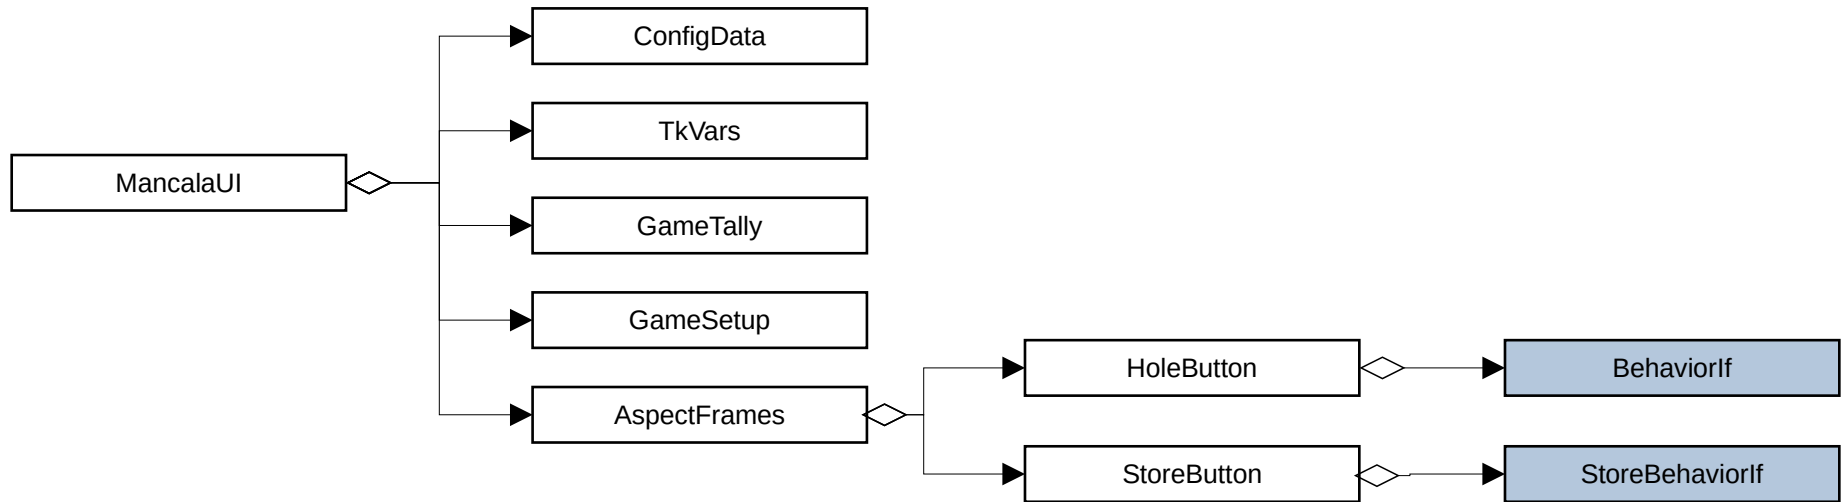 ConfigData
TkVars
MancalaUI
GameTally
GameSetup
HoleButton
BehaviorIf
AspectFrames
StoreButton
StoreBehaviorIf